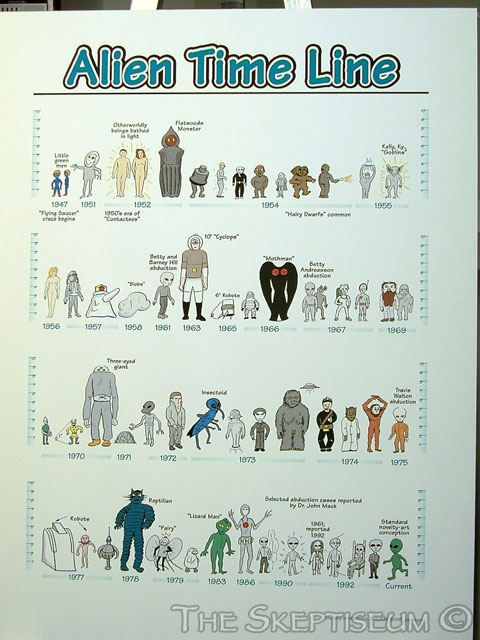 Alien Time Line
Little
green
men
Otherworldly
beings bathed
in light
Flatwoods
Monster
Kelly, Ky.
"Goblins"
1947
1951
1952
1954
1955
"Flying Saucer"
craze begins
1950's era of
"Contactees"
"Hairy Dwarfs" common
"Blobs"
Betty and
Barney Hill
abduction
10' "Cyclops"
6" Robots
"Mothman"
Betty
Andreasson
abduction
1956
1957
1958
1961
1963
1965
1966
1967
1969
Three-eyed
giant
Insectoid
Travis
Walton
abduction
1970
1971
1972
1973
1974
1975
Robots
Reptilian
"Fairy"
"Lizard Man"
Selected abduction cases reported
by Dr. John Mack
1961;
reported
1992
Standard
novelty-art
conception
1977
1978
1979
1983
1986
1990
1992
Current
THE SKEPTISEUM ©